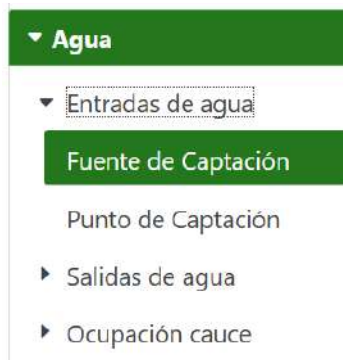 Agua
Entradas de agua
Fuente de Captación
Punto de Captación
Salidas de agua
Ocupación cauce